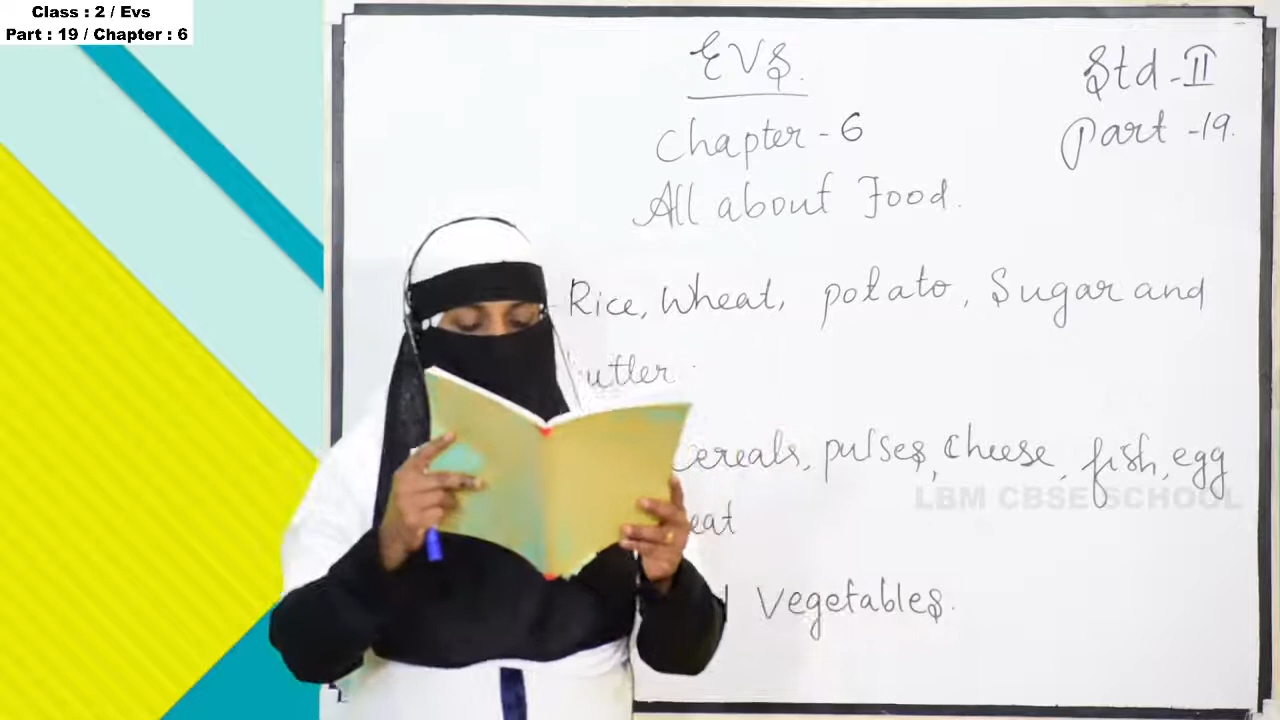 Class : 2 / Evs
Part : 19 / Chapter : 6
EVS.
Std - II
Chapter - 6
Part - 19.
All about Food.
Rice, Wheat, potato, Sugar and
utter
Cereals, pulses, cheese, fish, egg
LBM CBSE SCHOOL
eat
Vegetables.